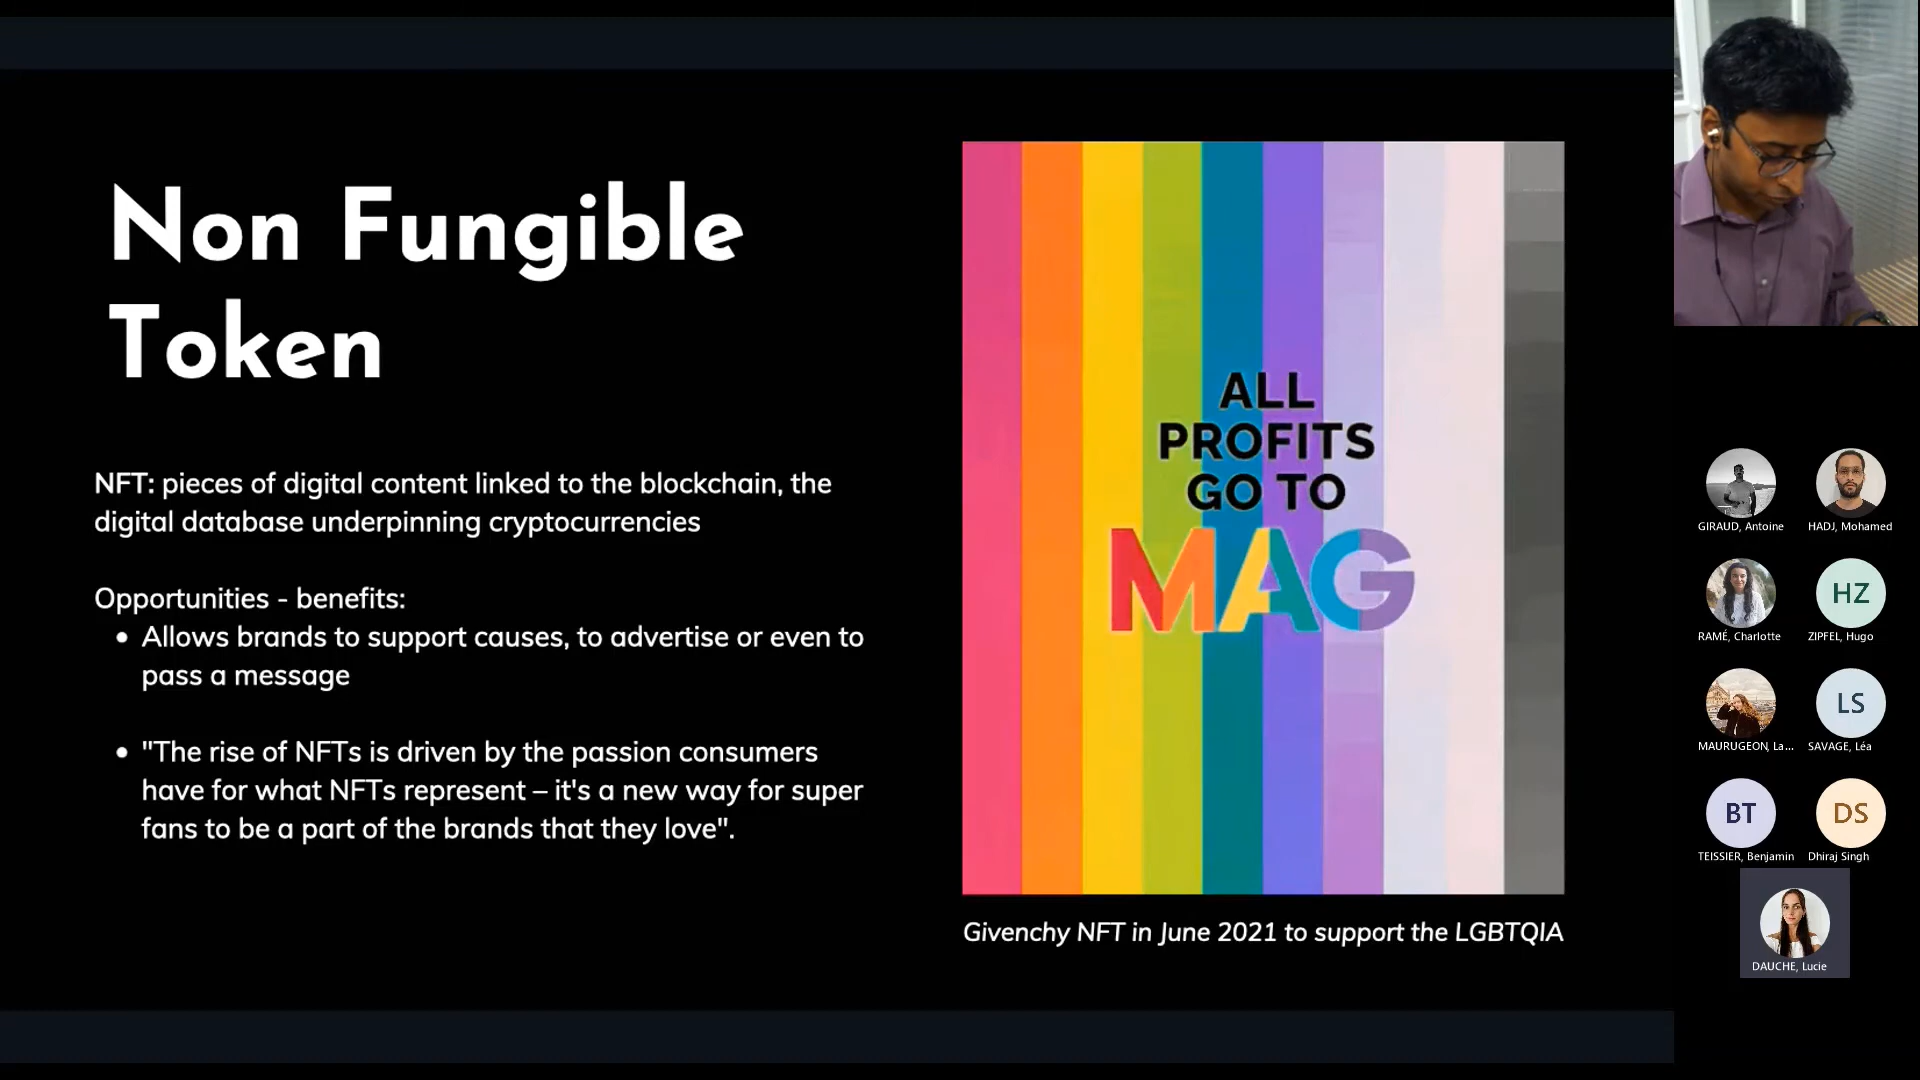 Non Fungible
Token
NFT: pieces of digital content linked to the blockchain, the
digital database underpinning cryptocurrencies
Opportunities - benefits:
• Allows brands to support causes, to advertise or even to
pass a message
• "The rise of NFTs is driven by the passion consumers
have for what NFTs represent – it's a new way for super
fans to be a part of the brands that they love".
ALL
PROFITS
GO TO
MAG
Givenchy NFT in June 2021 to support the LGBTQIA
GIRAUD, Antoine
HADJ, Mohamed
HZ
RAMÉ, Charlotte
ZIPFEL, Hugo
LS
MAURUGEON, La...
SAVAGE, Léa
BT
DS
TEISSIER, Benjamin
Dhiraj Singh
DAUCHE, Lucie